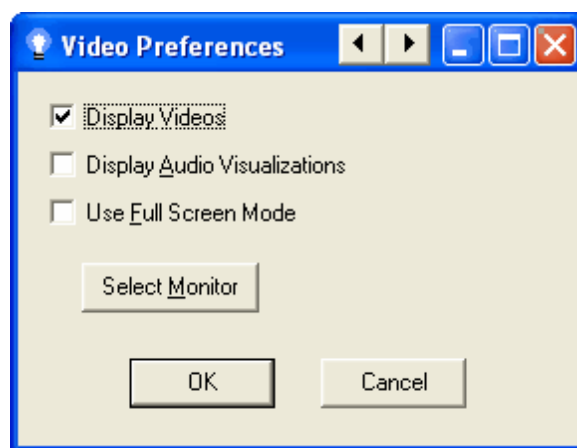 Video Preferences
Display Videos
Display Audio Visualizations
Use Full Screen Mode
Select Monitor
OK Cancel